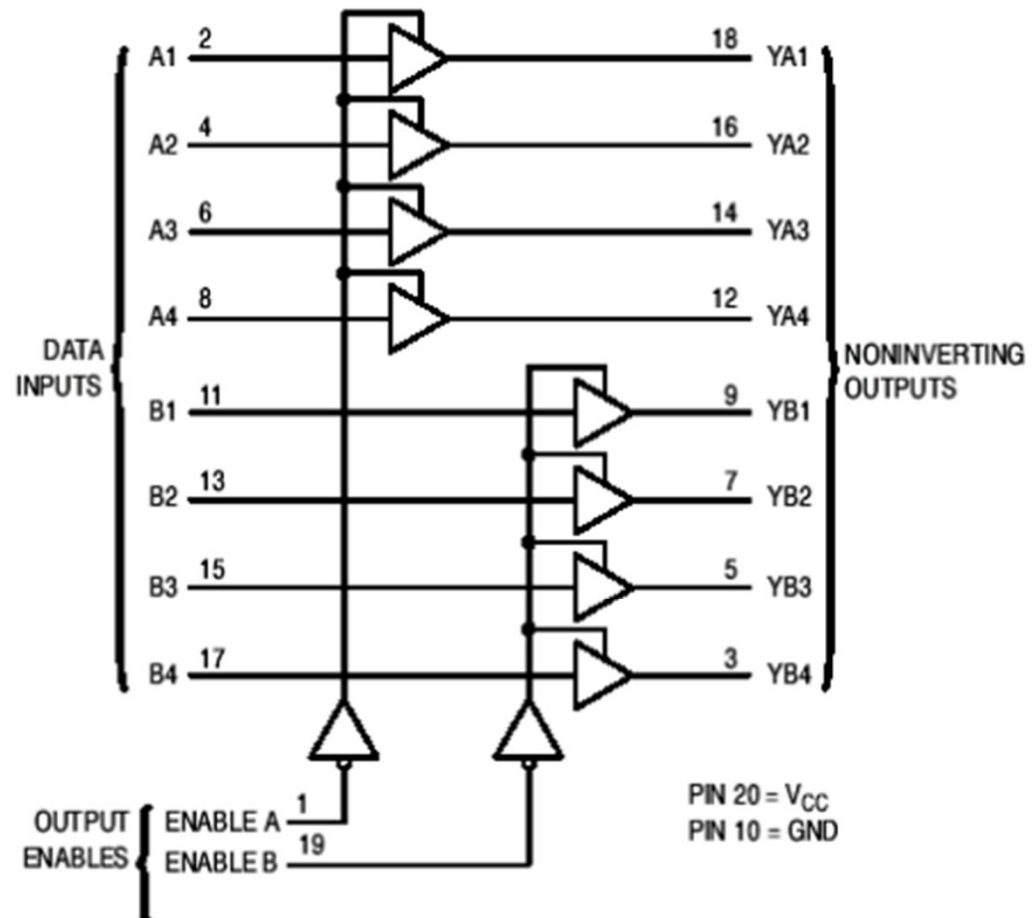 A1 2 18 YA1
A2 4 16 YA2
A3 6 14 YA3
A4 8 12 YA4
DATA
INPUTS
NONINVERTING
OUTPUTS
B1 11 9 YB1
B2 13 7 YB2
B3 15 5 YB3
B4 17 3 YB4
OUTPUT
ENABLES
ENABLE A 1
ENABLE B 19
PIN 20 = VCC
PIN 10 = GND